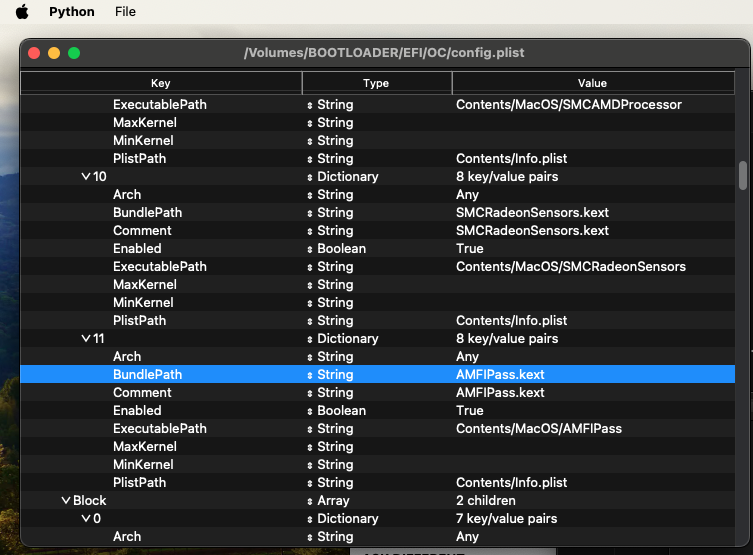 Python File
/Volumes/BOOTLOADER/EFI/OC/config.plist
Key Type Value
ExecutablePath String Contents/MacOS/SMCAMDProcessor
MaxKernel String
MinKernel String
PlistPath String Contents/Info.plist
10 Dictionary 8 key/value pairs
Arch String Any
BundlePath String SMCRadeonSensors.kext
Comment String SMCRadeonSensors.kext
Enabled Boolean True
ExecutablePath String Contents/MacOS/SMCRadeonSensors
MaxKernel String
MinKernel String
PlistPath String Contents/Info.plist
11 Dictionary 8 key/value pairs
Arch String Any
BundlePath String AMFIPass.kext
Comment String AMFIPass.kext
Enabled Boolean True
ExecutablePath String Contents/MacOS/AMFIPass
MaxKernel String
MinKernel String
PlistPath String Contents/Info.plist
Block Array 2 children
0 Dictionary 7 key/value pairs
Arch String Any